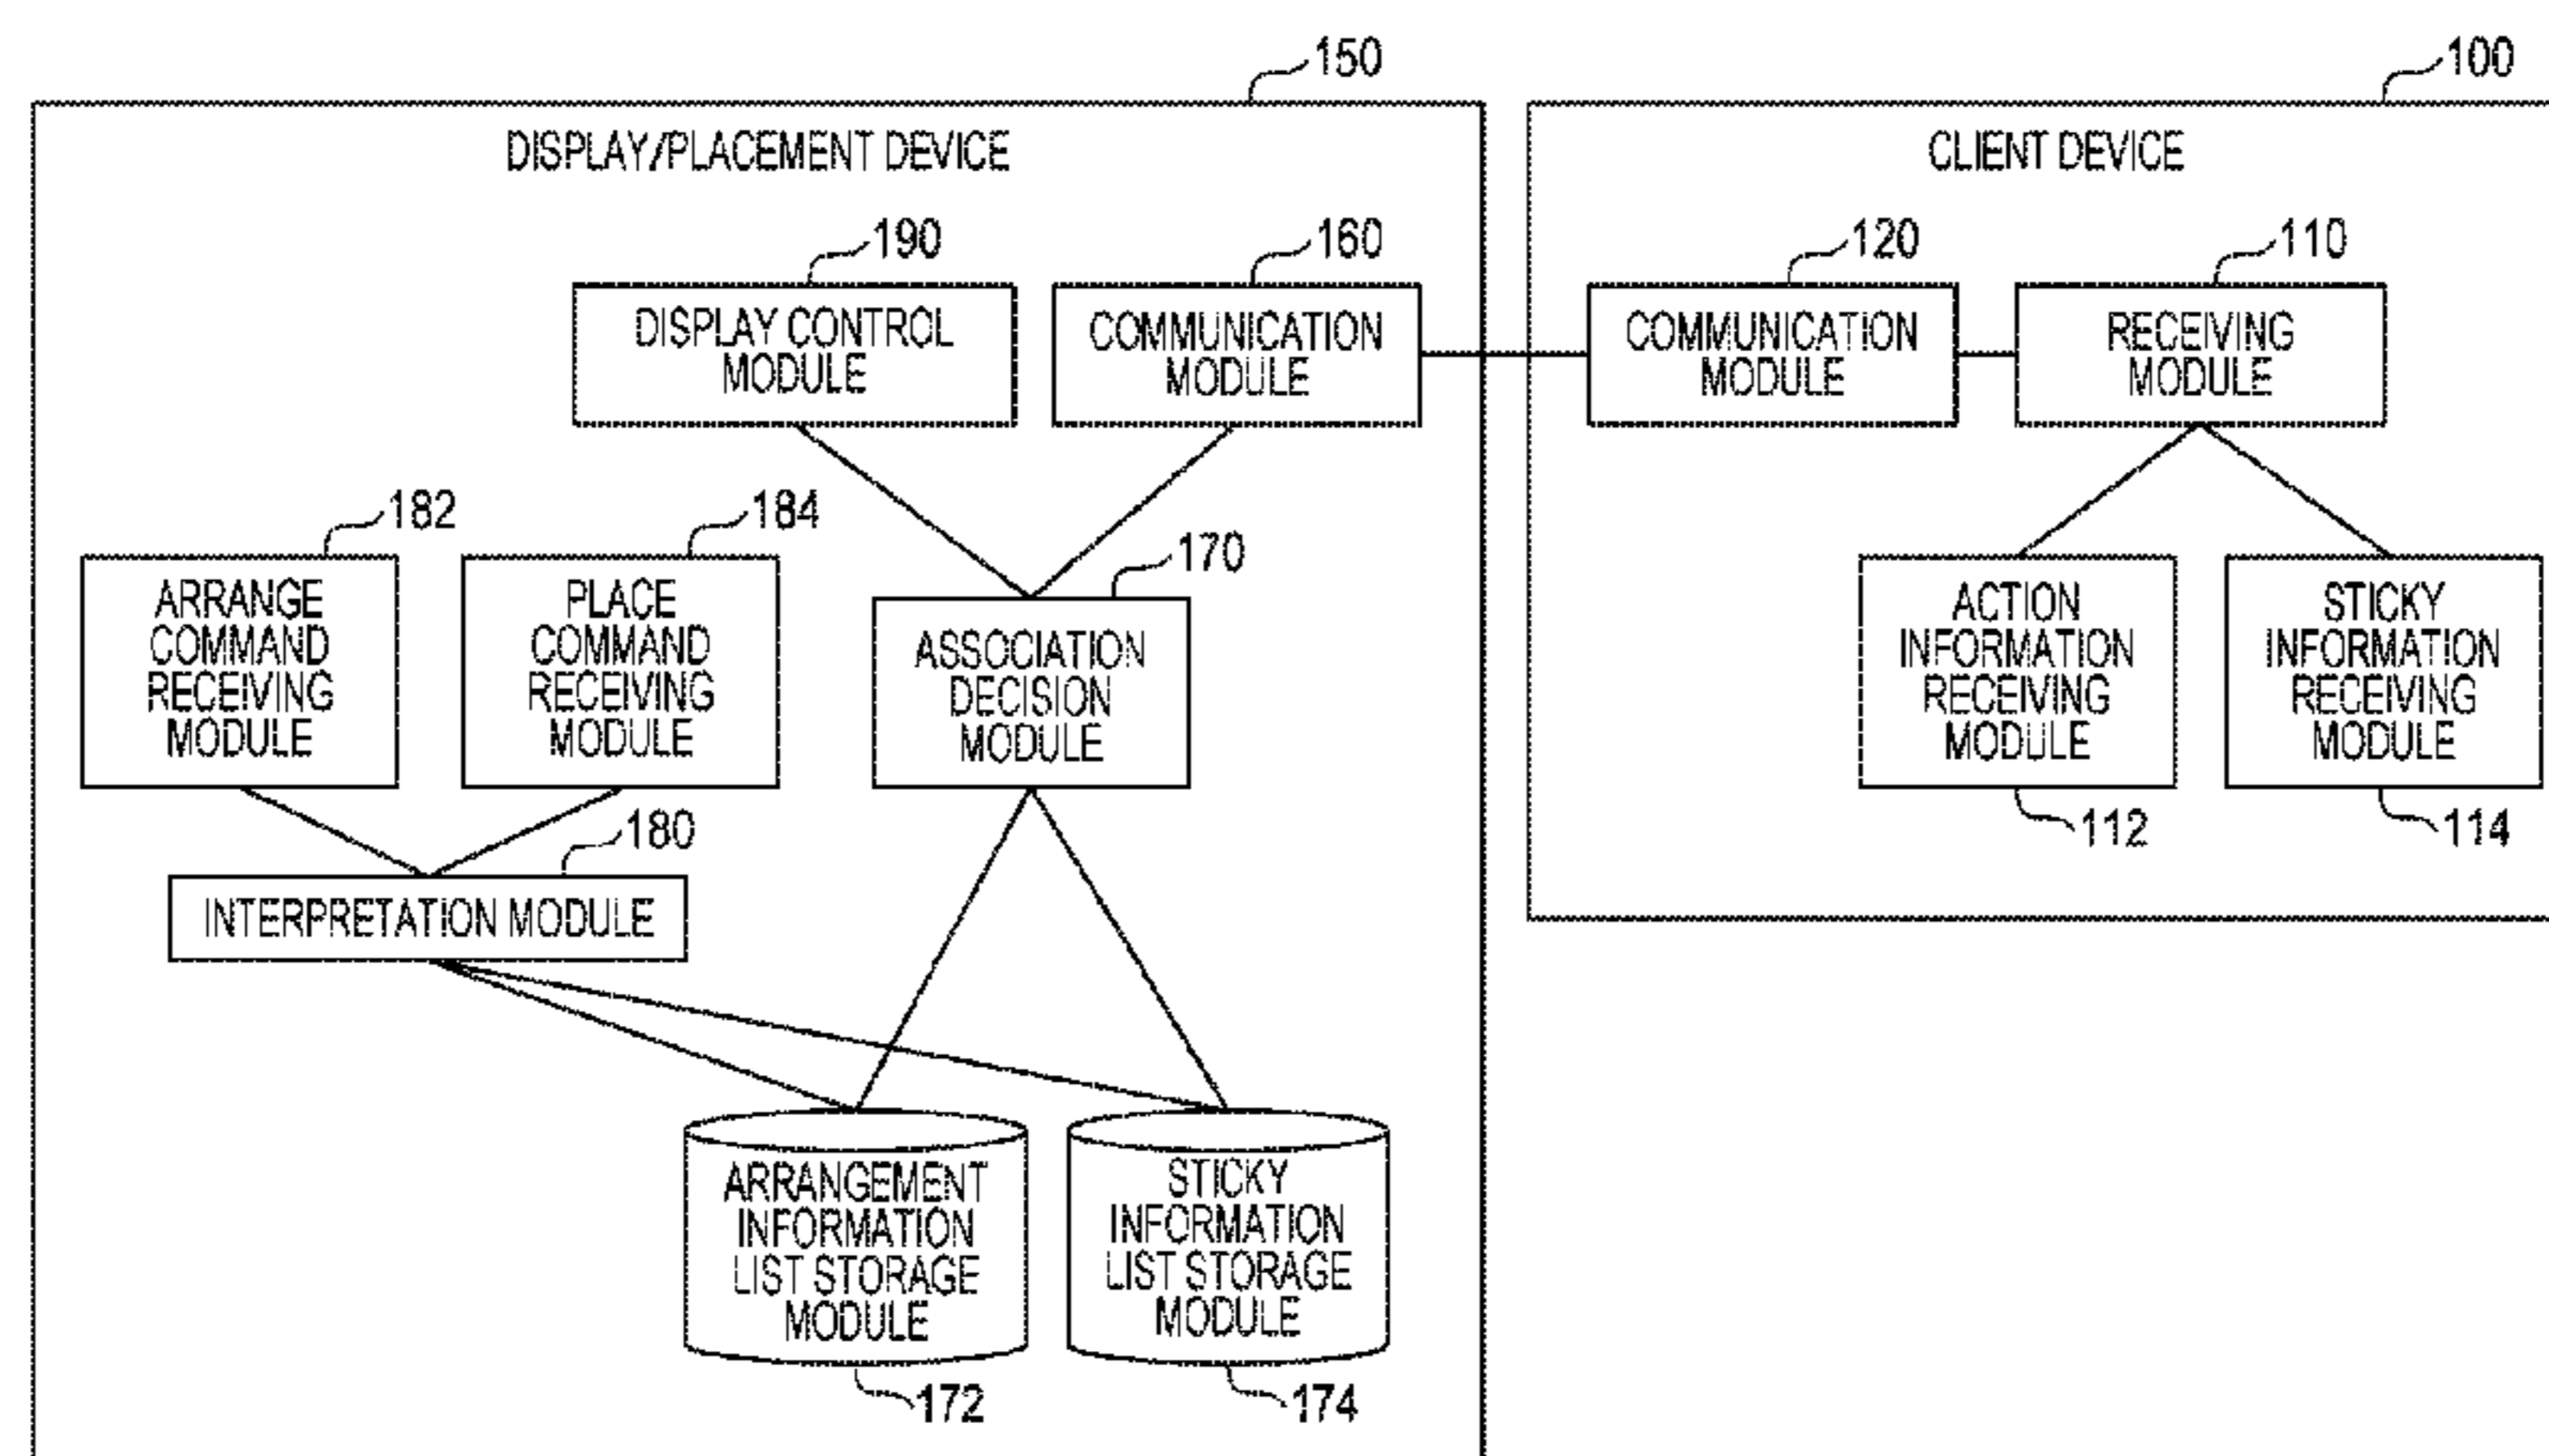 150
100
DISPLAY/PLACEMENT DEVICE
CLIENT DEVICE
190
160
120
110
DISPLAY CONTROL
MODULE
COMMUNICATION
MODULE
COMMUNICATION
MODULE
RECEIVING
MODULE
182
184
170
ARRANGE
COMMAND
RECEIVING
MODULE
PLACE
COMMAND
RECEIVING
MODULE
ASSOCIATION
DECISION
MODULE
ACTION
INFORMATION
RECEIVING
MODULE
STICKY
INFORMATION
RECEIVING
MODULE
180
112
114
INTERPRETATION MODULE
ARRANGEMENT
INFORMATION
LIST STORAGE
MODULE
STICKY
INFORMATION
LIST STORAGE
MODULE
172
174